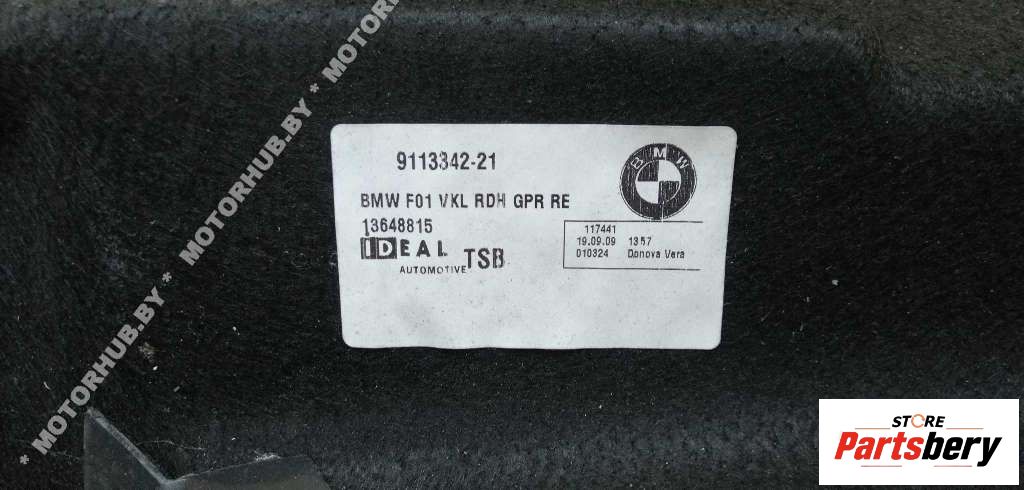 * MOTORHUB.BY * MOTORHUB.BY * MOTORHUB.BY
9113342-21
BMW
BMW F01 VKL RDH GPR RE
13648815
IDEAL TSB
AUTOMOTIVE
117441
19.09.09 1357
010324 Donova Vera
STORE
Partsbery